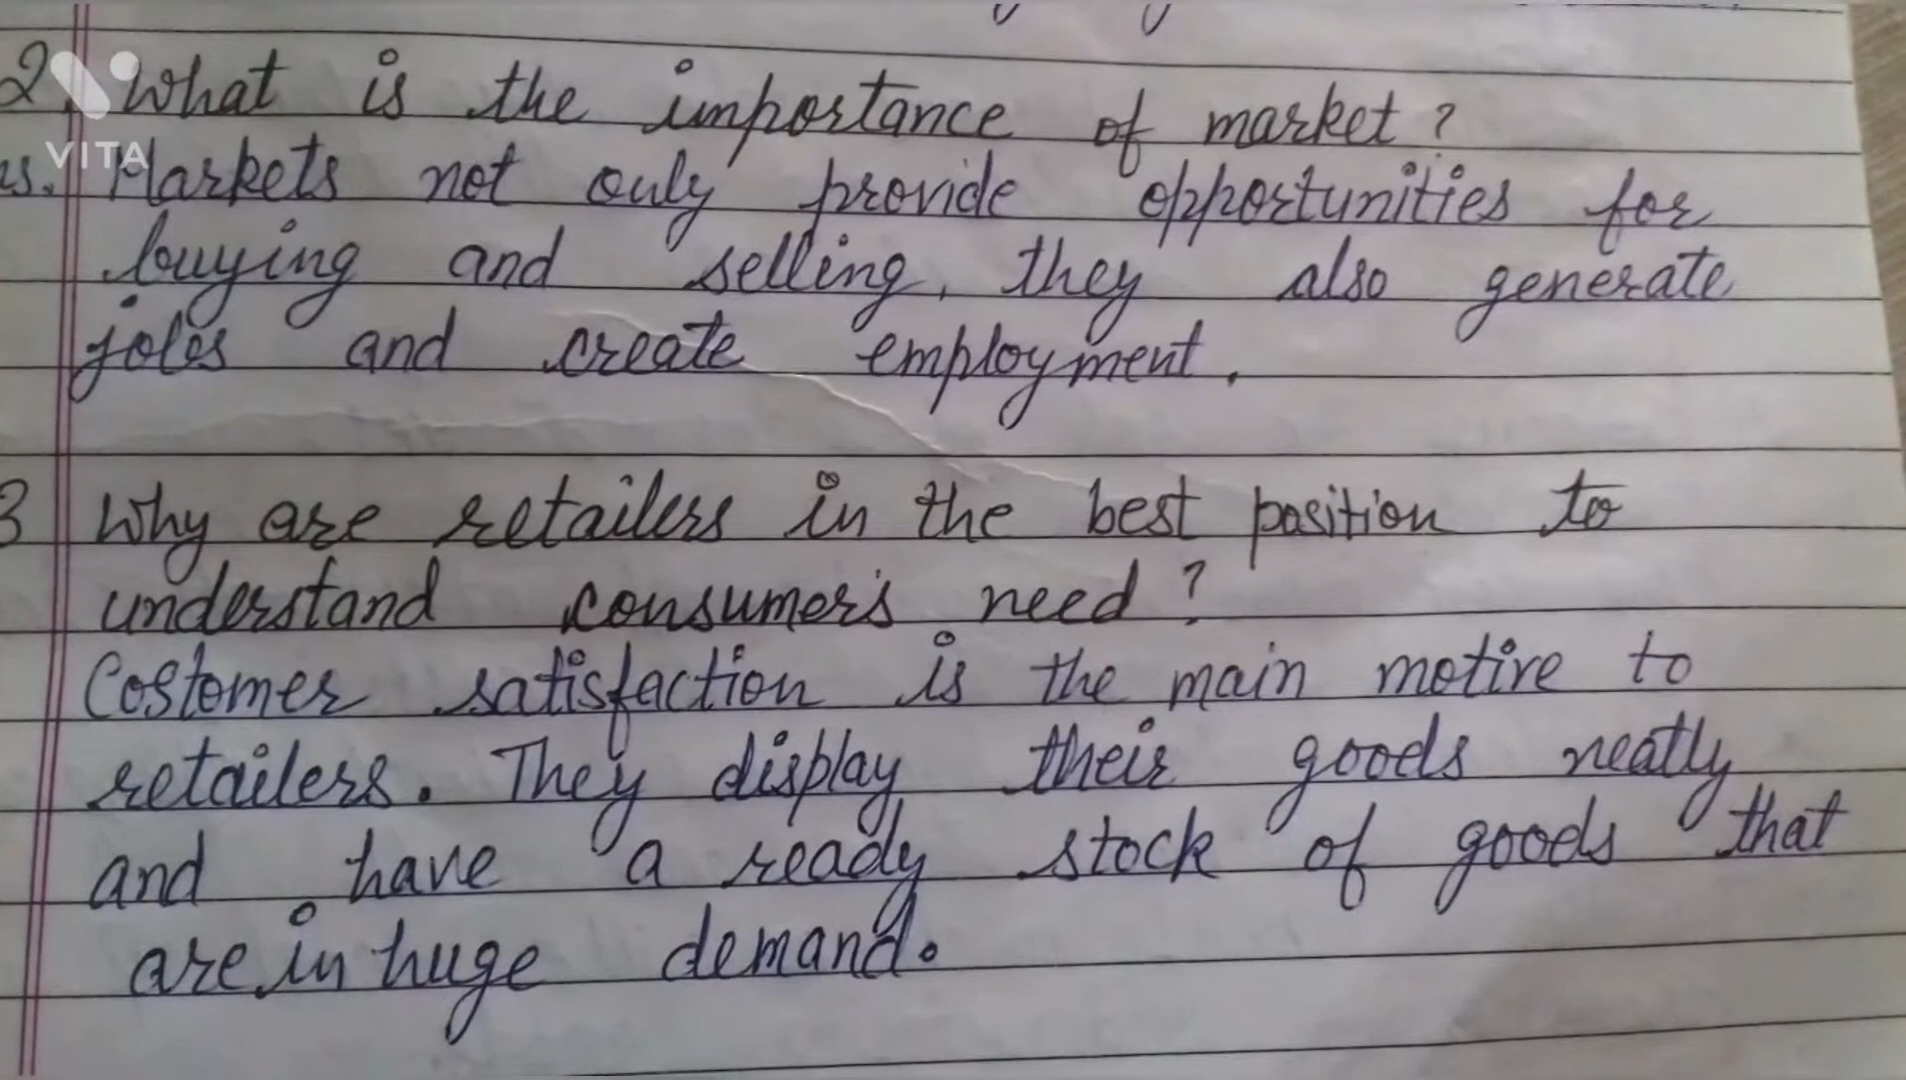 2. What is the importance of market?
VITA
s. Markets not only provide opportunities for
buying and selling, they also generate
jobs and create employment.
3 Why are retailers in the best position to
understand consumer's need?
Costomer satisfaction is the main motive to
retailers. They display their goods neatly
and have a ready stock of goods that
are in huge demand.